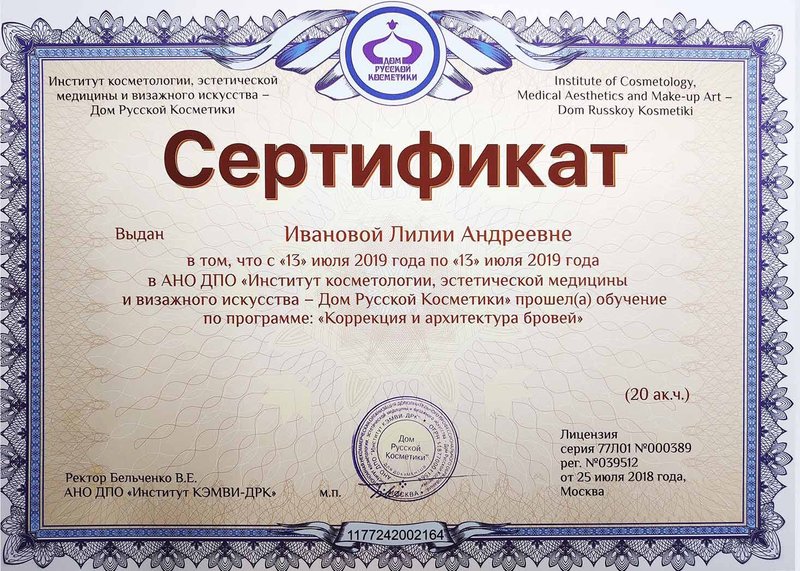 ДОМ
РУССКОЙ
КОСМЕТИКИ
Институт косметологии, эстетической
медицины и визажного искусства –
Дом Русской Косметики
Institute of Cosmetology,
Medical Aesthetics and Make-up Art –
Dom Russkoy Kosmetiki
Сертификат
Выдан Ивановой Лилии Андреевне
в том, что с «13» июля 2019 года по «13» июля 2019 года
в АНО ДПО «Институт косметологии, эстетической медицины
и визажного искусства – Дом Русской Косметики» прошел(а) обучение
по программе: «Коррекция и архитектура бровей»
(20 ак.ч.)
Дом
Русской
Косметики"
МОСКВА
Лицензия
серия 77Л01 №000389
рег. №039512
от 25 июля 2018 года,
Москва
Ректор Бельченко В.Е.
АНО ДПО «Институт КЭМВИ-ДРК» м.п.
1177242002164